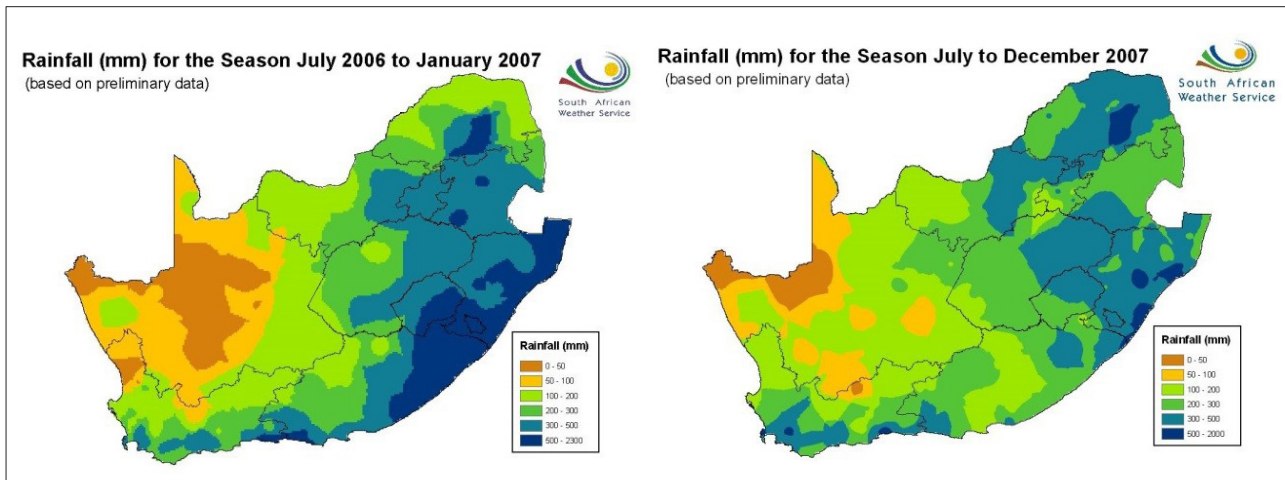 Rainfall (mm) for the Season July 2006 to January 2007
(based on preliminary data)
South African
Weather Service
Rainfall (mm)
0 - 50
50 - 100
100 - 200
200 - 300
300 - 500
500 - 2300
Rainfall (mm) for the Season July to December 2007
(based on preliminary data)
South African
Weather Service
Rainfall (mm)
0 - 50
50 - 100
100 - 200
200 - 300
300 - 500
500 - 2000